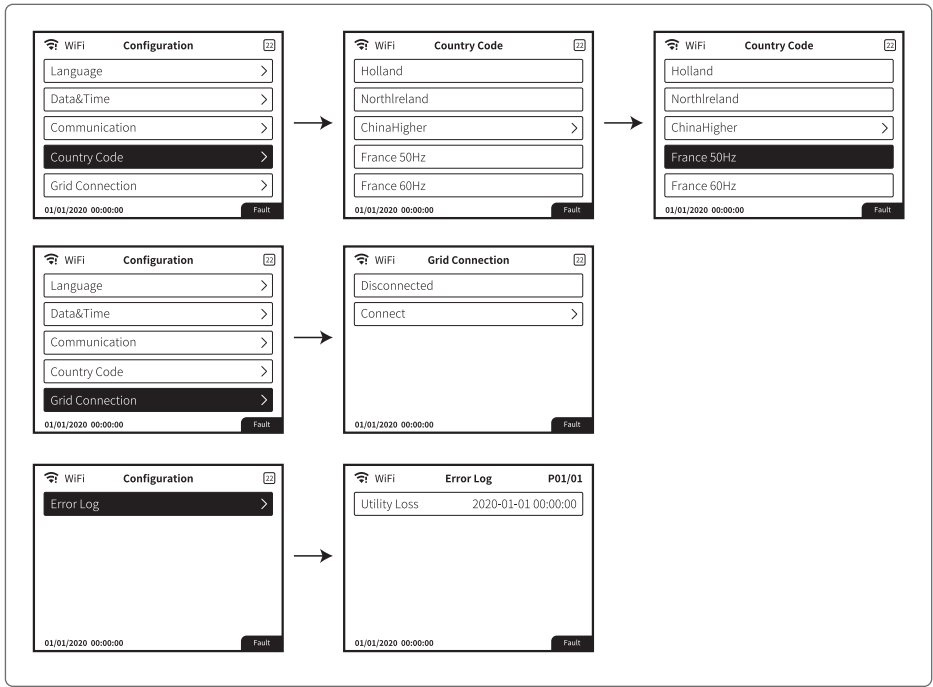 WiFi Configuration 22
Language
Data&Time
Communication
Country Code
Grid Connection
01/01/2020 00:00:00 Fault
WiFi Country Code 22
Holland
NorthIreland
ChinaHigher
France 50Hz
France 60Hz
01/01/2020 00:00:00 Fault
WiFi Country Code 22
Holland
NorthIreland
ChinaHigher
France 50Hz
France 60Hz
01/01/2020 00:00:00 Fault
WiFi Configuration 22
Language
Data&Time
Communication
Country Code
Grid Connection
01/01/2020 00:00:00 Fault
WiFi Grid Connection 22
Disconnected
Connect
01/01/2020 00:00:00 Fault
WiFi Configuration 22
Error Log
01/01/2020 00:00:00 Fault
WiFi Error Log P01/01
Utility Loss 2020-01-01 00:00:00
01/01/2020 00:00:00 Fault